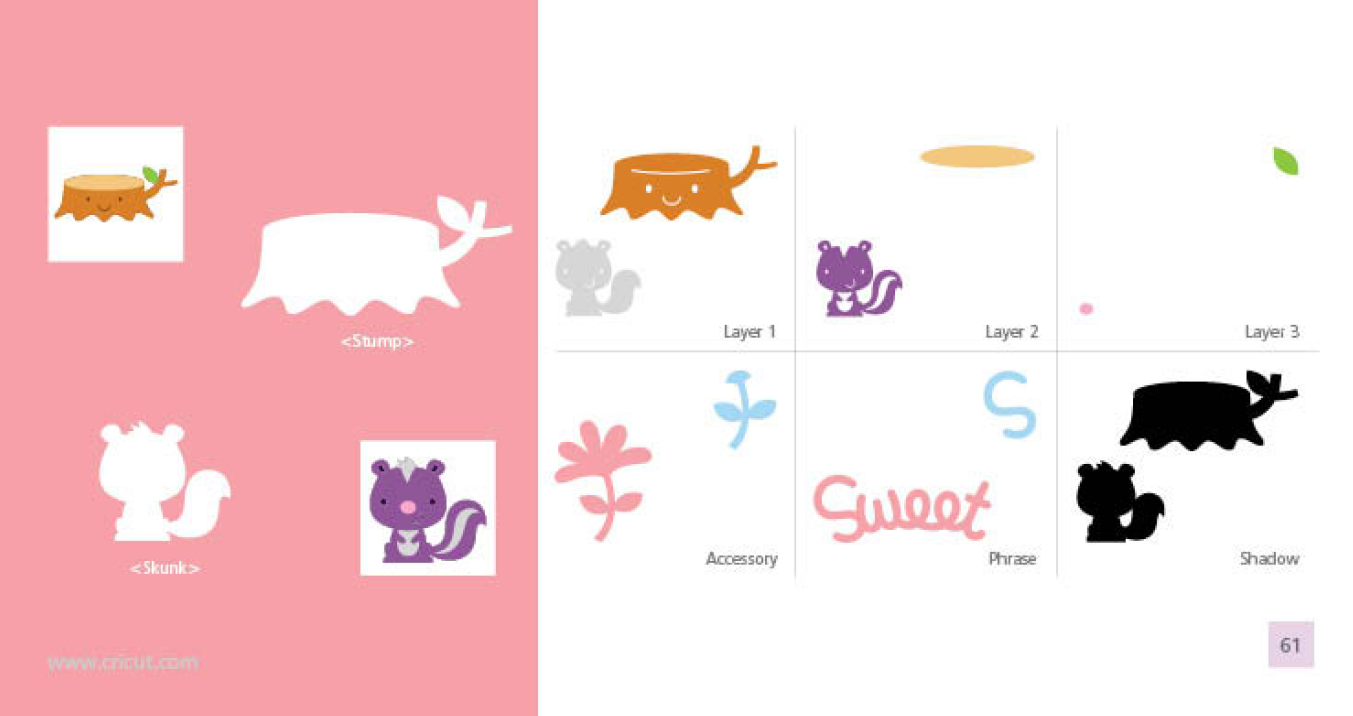 <Stump>
<Skunk>
www.cricut.com
Layer 1
Layer 2
Layer 3
Accessory
S
Sweet
Phrase
Shadow
61